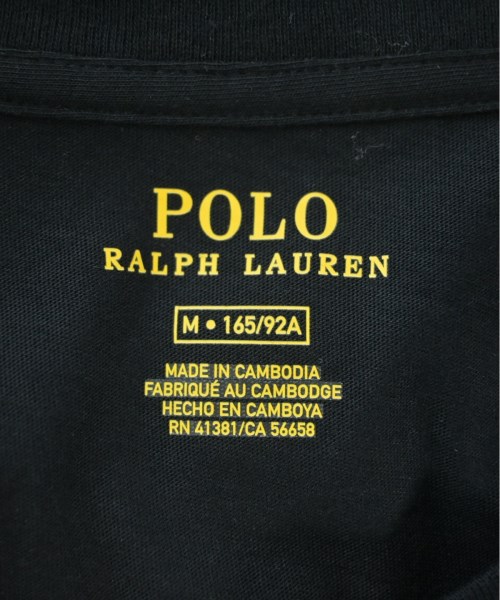 POLO
RALPH LAUREN
M • 165/92A
MADE IN CAMBODIA
FABRIQUÉ AU CAMBODGE
HECHO EN CAMBOYA
RN 41381/CA 56658